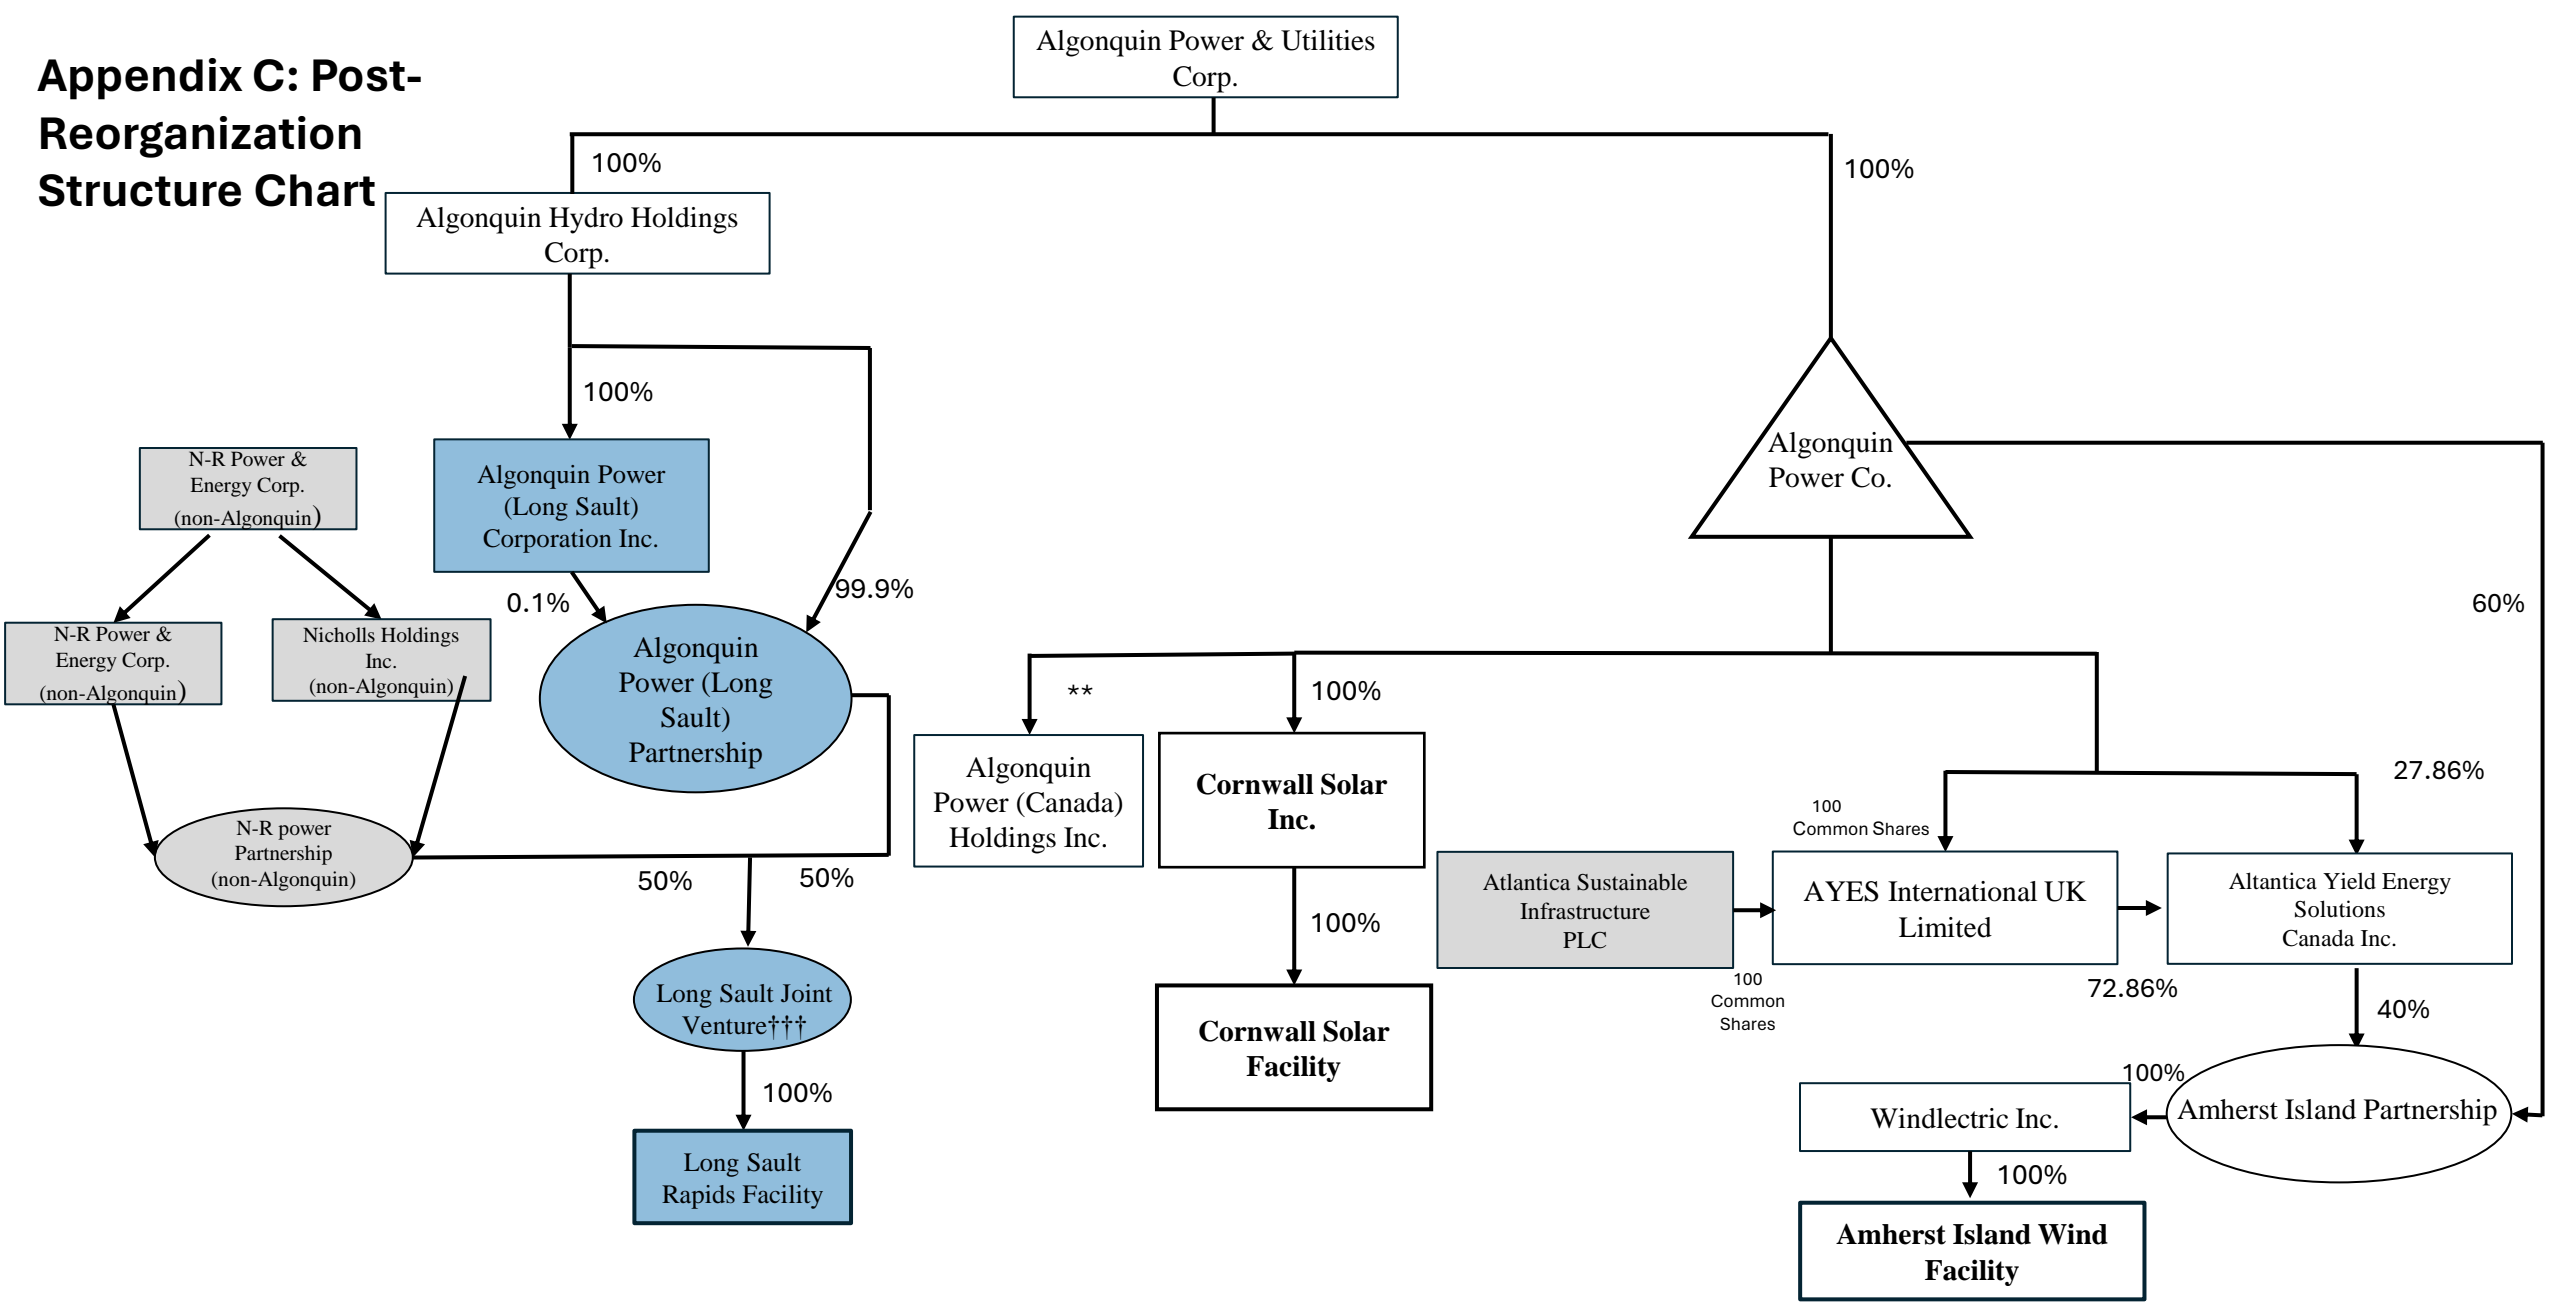 Appendix C: Post-
Reorganization
Structure Chart
Algonquin Power & Utilities
Corp.
100%
100%
Algonquin Hydro Holdings
Corp.
100%
Algonquin Power
(Long Sault)
Corporation Inc.
N-R Power &
Energy Corp.
(non-Algonquin)
0.1%
99.9%
N-R Power &
Energy Corp.
(non-Algonquin)
Nicholls Holdings
Inc.
(non-Algonquin)
Algonquin
Power (Long
Sault)
Partnership
N-R power
Partnership
(non-Algonquin)
50%
50%
Long Sault Joint
Venture†††
100%
Long Sault
Rapids Facility
Algonquin
Power Co.
60%
**
100%
Algonquin
Power (Canada)
Holdings Inc.
Cornwall Solar
Inc.
100%
Cornwall Solar
Facility
27.86%
100
Common Shares
Atlantica Sustainable
Infrastructure
PLC
100
Common
Shares
AYES International UK
Limited
72.86%
Altantica Yield Energy
Solutions
Canada Inc.
40%
100%
Amherst Island Partnership
Windlectric Inc.
100%
Amherst Island Wind
Facility